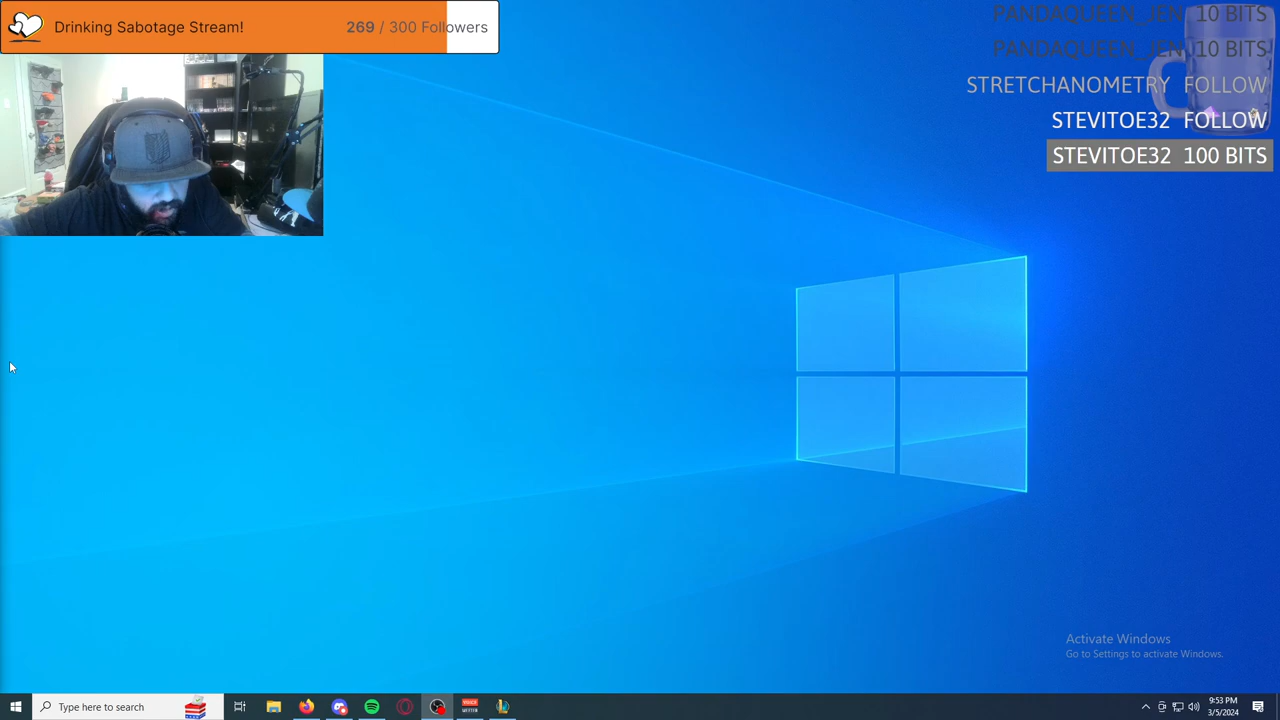 Drinking Sabotage Stream! 269 / 300 Followers
PANDAQUEEN_JEN 10 BITS
PANDAQUEEN_JEN 10 BITS
STRETCHANOMETRY FOLLOW
STEVITOE32 FOLLOW
STEVITOE32 100 BITS
Activate Windows
Go to Settings to activate Windows.
Type here to search
9:53 PM
3/5/2024